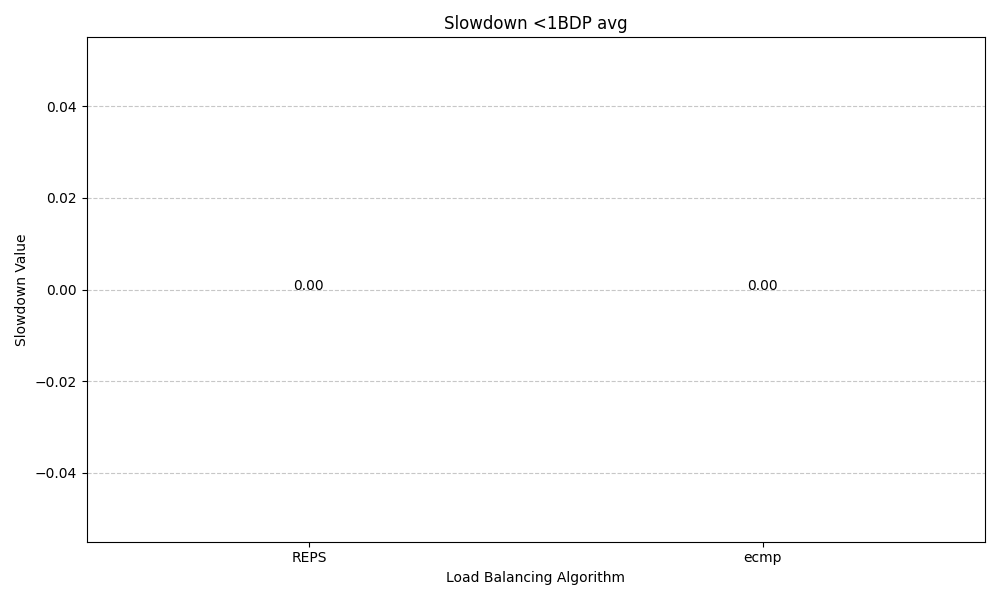 Slowdown <1BDP avg
0.04
0.02
0.00
−0.02
−0.04
Slowdown Value
0.00
0.00
REPS
ecmp
Load Balancing Algorithm